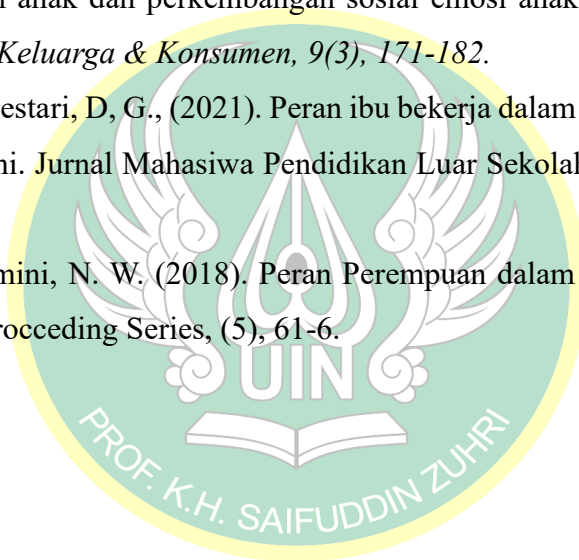 i anak dan perkembangan sosial emosi anak
Keluarga & Konsumen, 9(3), 171-182.
estari, D, G., (2021). Peran ibu bekerja dalam
ni. Jurnal Mahasiwa Pendidikan Luar Sekolah
mini, N. W. (2018). Peran Perempuan dalam
rocceding Series, (5), 61-6.
UIN
PROF. K.H. SAIFUDDIN ZUHRI